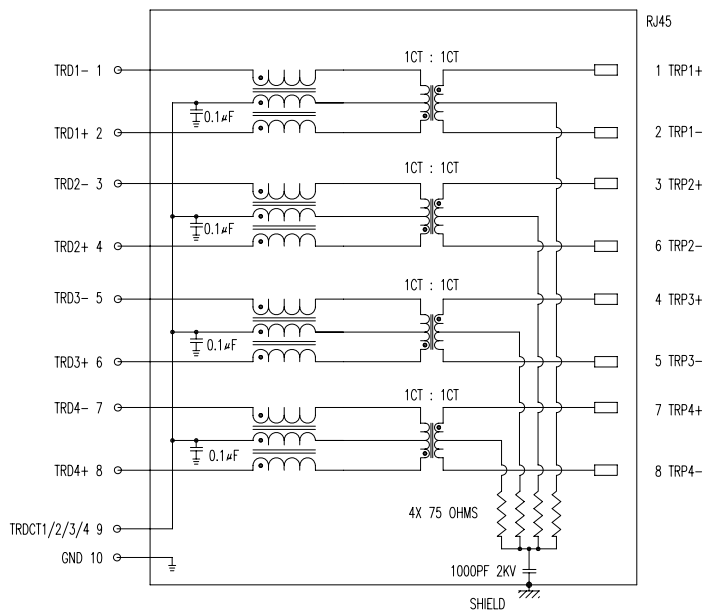 RJ45
1CT : 1CT
TRD1- 1
1 TRP1+
0.1μF
TRD1+ 2
2 TRP1-
1CT : 1CT
TRD2- 3
3 TRP2+
0.1μF
TRD2+ 4
6 TRP2-
1CT : 1CT
TRD3- 5
4 TRP3+
0.1μF
TRD3+ 6
5 TRP3-
1CT : 1CT
TRD4- 7
7 TRP4+
0.1μF
TRD4+ 8
8 TRP4-
4X 75 OHMS
TRDCT1/2/3/4 9
GND 10
1000PF 2KV
SHIELD